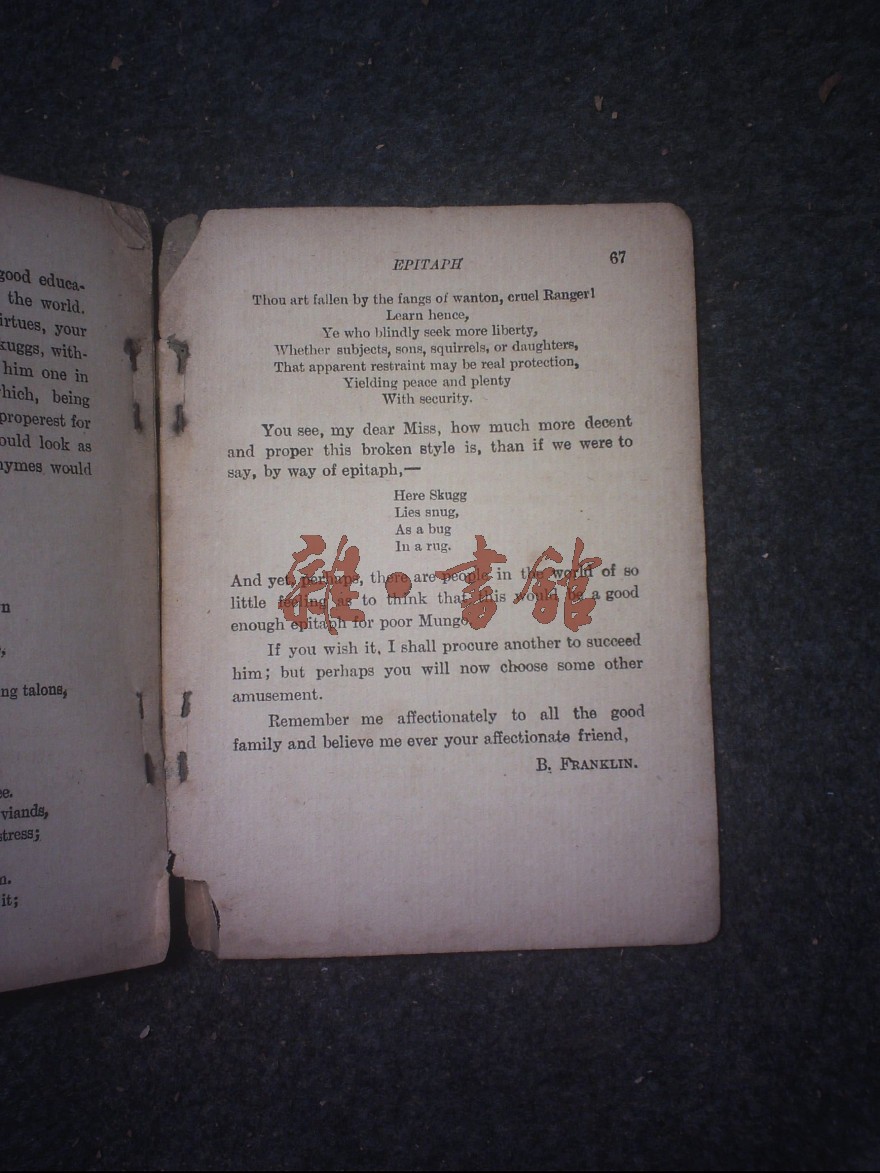 good educa-
the world.
irtues, your
kuggs, with-
him one in
hich, being
properest for
ould look as
hymes would
n
ng talons,
viands,
stress;
n.
it;
EPITAPH 67
Thou art fallen by the fangs of wanton, cruel Ranger!
Learn hence,
Ye who blindly seek more liberty,
Whether subjects, sons, squirrels, or daughters,
That apparent restraint may be real protection,
Yielding peace and plenty
With security.
You see, my dear Miss, how much more decent
and proper this broken style is, than if we were to
say, by way of epitaph,—
Here Skugg
Lies snug,
As a bug
In a rug.
And yet, perhaps, there are people in the world of so
little feeling as to think that this would be a good
enough epitaph for poor Mungo.
If you wish it, I shall procure another to succeed
him; but perhaps you will now choose some other
amusement.
Remember me affectionately to all the good
family and believe me ever your affectionate friend,
B. FRANKLIN.
雜·書館